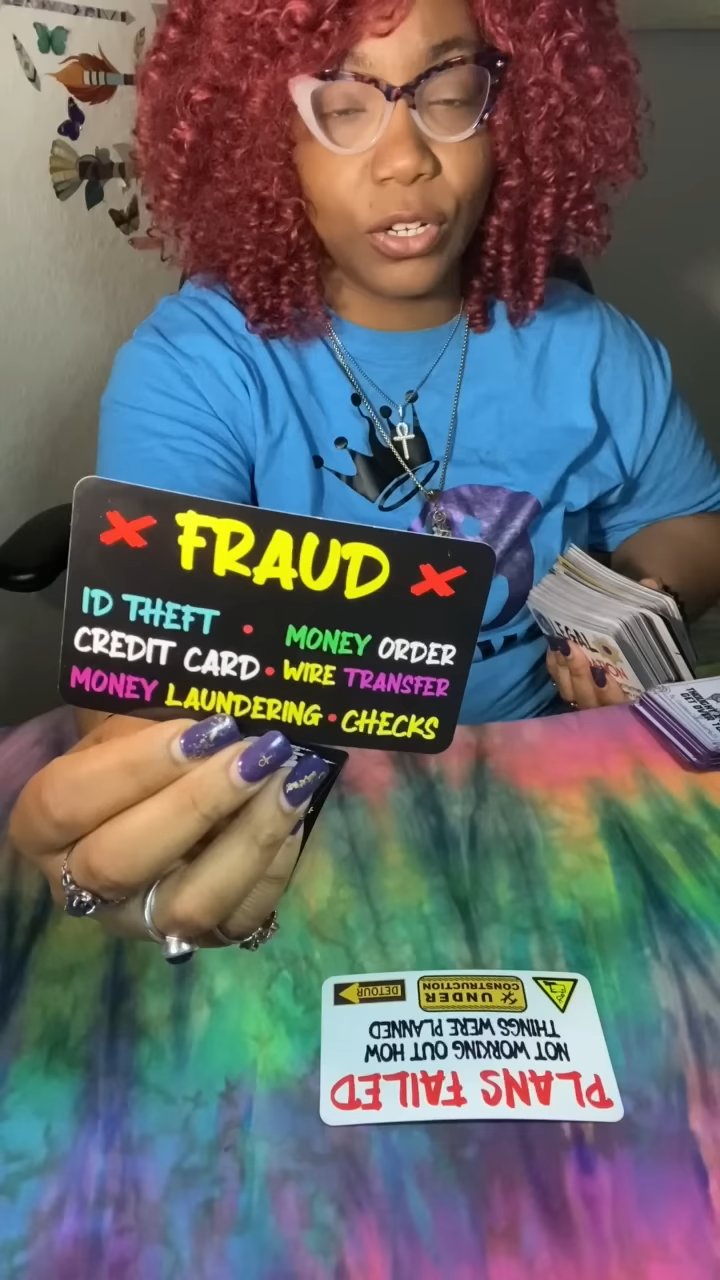 FRAUD
ID THEFT • MONEY ORDER
CREDIT CARD • WIRE TRANSFER
MONEY LAUNDERING • CHECKS
PLANS FAILED
NOT WORKING OUT HOW
THINGS WERE PLANNED
UNDER
CONSTRUCTION
DETOUR